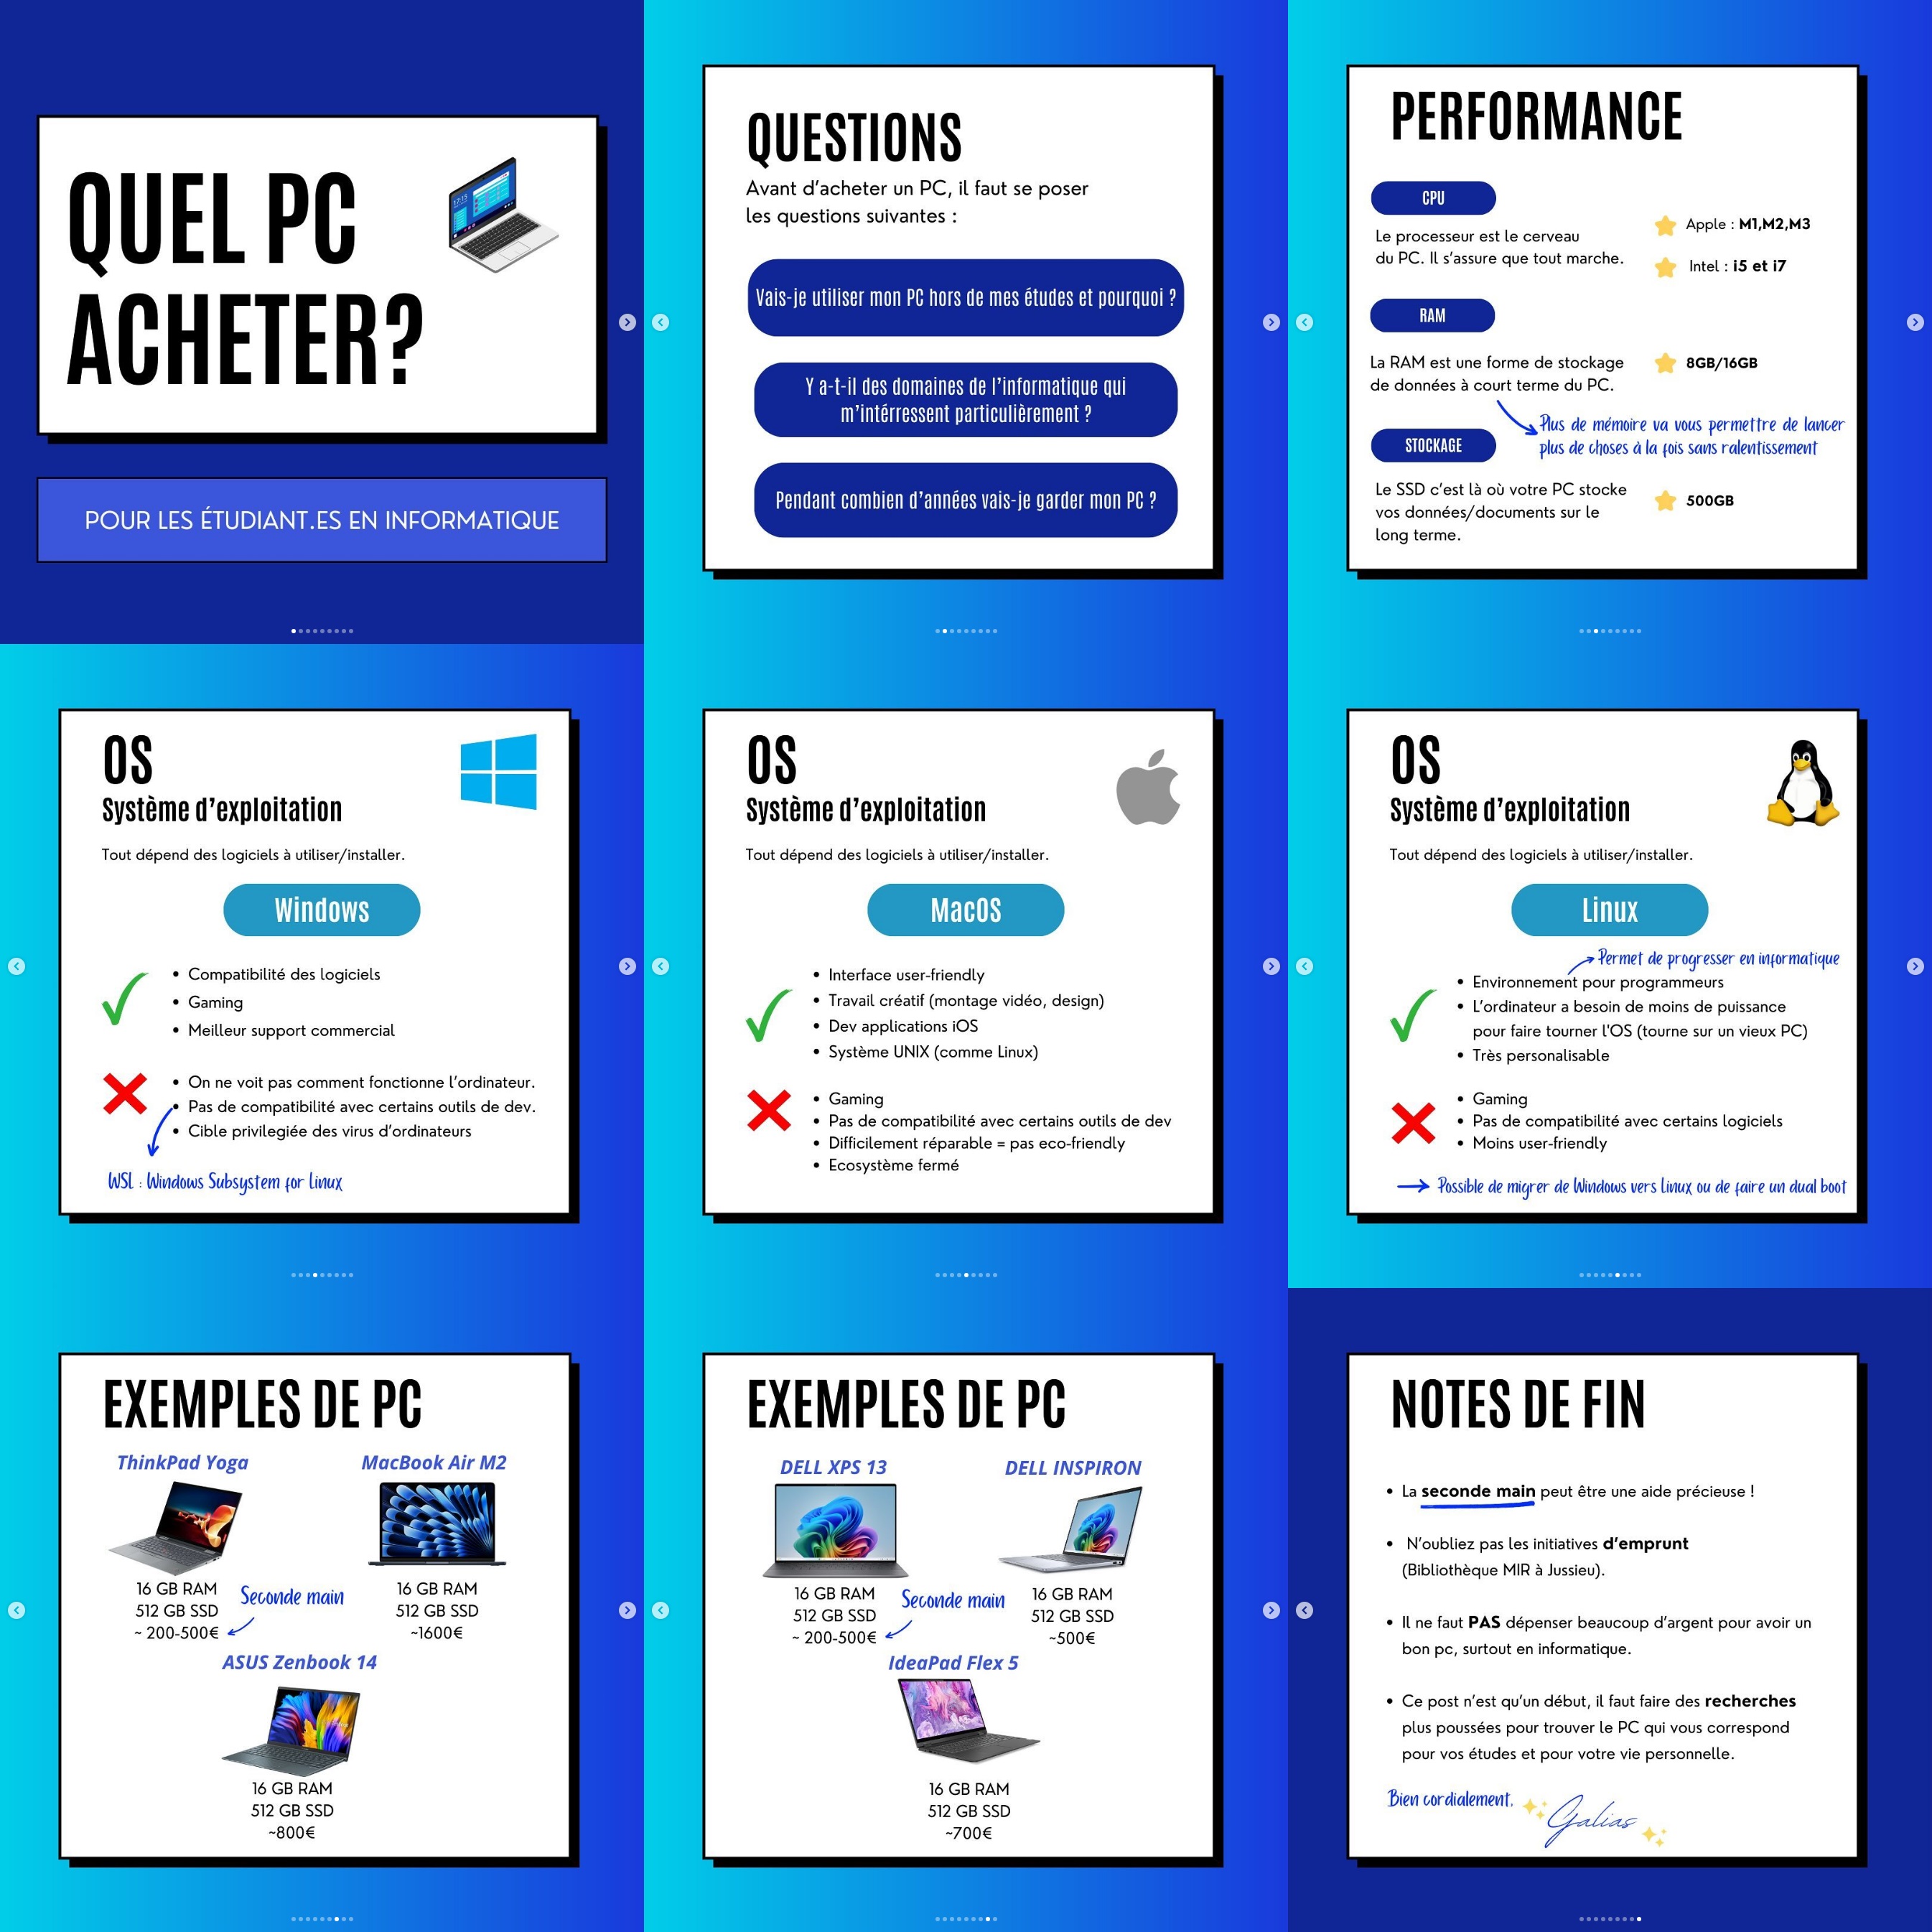 QUEL PC
ACHETER?
POUR LES ÉTUDIANT.ES EN INFORMATIQUE
QUESTIONS
Avant d'acheter un PC, il faut se poser
les questions suivantes :
Vais-je utiliser mon PC hors de mes études et pourquoi ?
Y a-t-il des domaines de l'informatique qui
m'intérressent particulièrement ?
Pendant combien d'années vais-je garder mon PC ?
PERFORMANCE
CPU
Le processeur est le cerveau
du PC. Il s'assure que tout marche.
Apple : M1,M2,M3
Intel : i5 et i7
RAM
La RAM est une forme de stockage
de données à court terme du PC.
8GB/16GB
Plus de mémoire va vous permettre de lancer
plus de choses à la fois sans ralentissement
STOCKAGE
Le SSD c'est là où votre PC stocke
vos données/documents sur le
long terme.
500GB
OS
Système d'exploitation
Tout dépend des logiciels à utiliser/installer.
Windows
• Compatibilité des logiciels
• Gaming
• Meilleur support commercial
• On ne voit pas comment fonctionne l'ordinateur.
• Pas de compatibilité avec certains outils de dev.
• Cible privilegiée des virus d'ordinateurs
WSL : Windows Subsystem for Linux
OS
Système d'exploitation
Tout dépend des logiciels à utiliser/installer.
MacOS
• Interface user-friendly
• Travail créatif (montage vidéo, design)
• Dev applications iOS
• Système UNIX (comme Linux)
• Gaming
• Pas de compatibilité avec certains outils de dev
• Difficilement réparable = pas eco-friendly
• Ecosystème fermé
OS
Système d'exploitation
Tout dépend des logiciels à utiliser/installer.
Linux
Permet de progresser en informatique
• Environnement pour programmeurs
• L'ordinateur a besoin de moins de puissance
pour faire tourner l'OS (tourne sur un vieux PC)
• Très personalisable
• Gaming
• Pas de compatibilité avec certains logiciels
• Moins user-friendly
Possible de migrer de Windows vers Linux ou de faire un dual boot
EXEMPLES DE PC
ThinkPad Yoga
16 GB RAM
512 GB SSD
~ 200-500€
Seconde main
MacBook Air M2
16 GB RAM
512 GB SSD
~1600€
ASUS Zenbook 14
16 GB RAM
512 GB SSD
~800€
EXEMPLES DE PC
DELL XPS 13
16 GB RAM
512 GB SSD
~ 200-500€
Seconde main
DELL INSPIRON
16 GB RAM
512 GB SSD
~500€
IdeaPad Flex 5
16 GB RAM
512 GB SSD
~700€
NOTES DE FIN
• La seconde main peut être une aide précieuse !
• N'oubliez pas les initiatives d'emprunt
(Bibliothèque MIR à Jussieu).
• Il ne faut PAS dépenser beaucoup d'argent pour avoir un
bon pc, surtout en informatique.
• Ce post n'est qu'un début, il faut faire des recherches
plus poussées pour trouver le PC qui vous correspond
pour vos études et pour votre vie personnelle.
Bien cordialement,
Galias